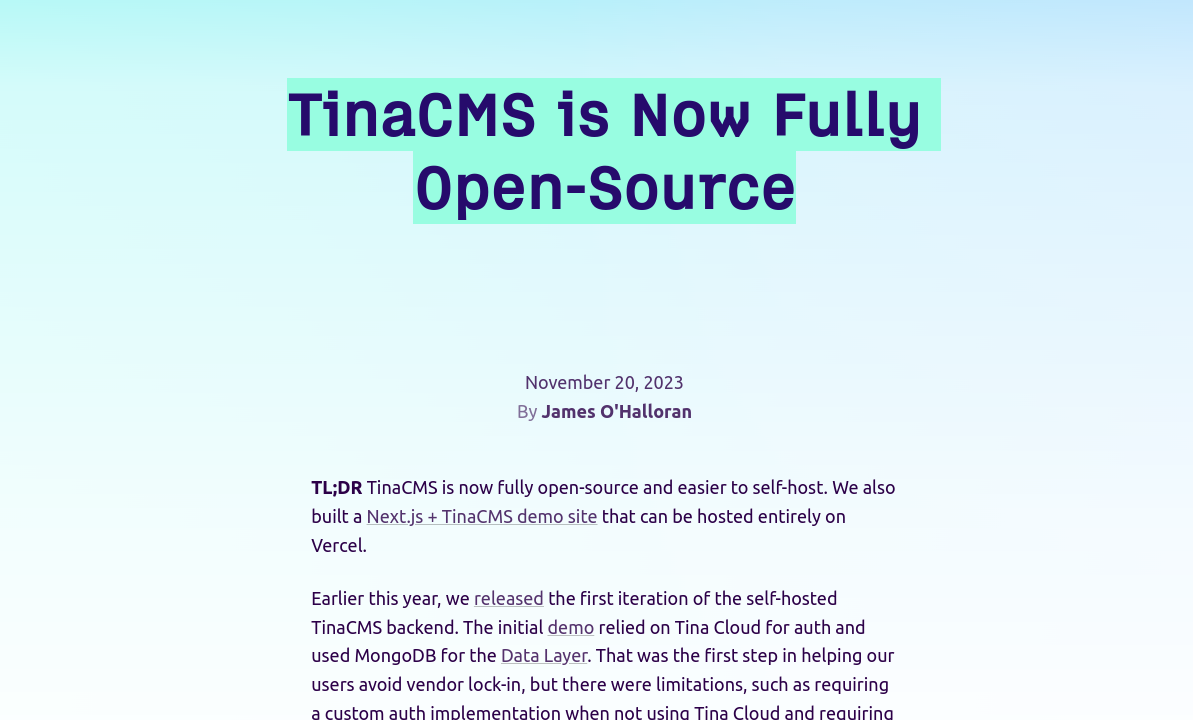 TinaCMS is Now Fully
Open-Source
November 20, 2023
By James O'Halloran
TL;DR TinaCMS is now fully open-source and easier to self-host. We also
built a Next.js + TinaCMS demo site that can be hosted entirely on
Vercel.
Earlier this year, we released the first iteration of the self-hosted
TinaCMS backend. The initial demo relied on Tina Cloud for auth and
used MongoDB for the Data Layer. That was the first step in helping our
users avoid vendor lock-in, but there were limitations, such as requiring
a custom auth implementation when not using Tina Cloud and requiring